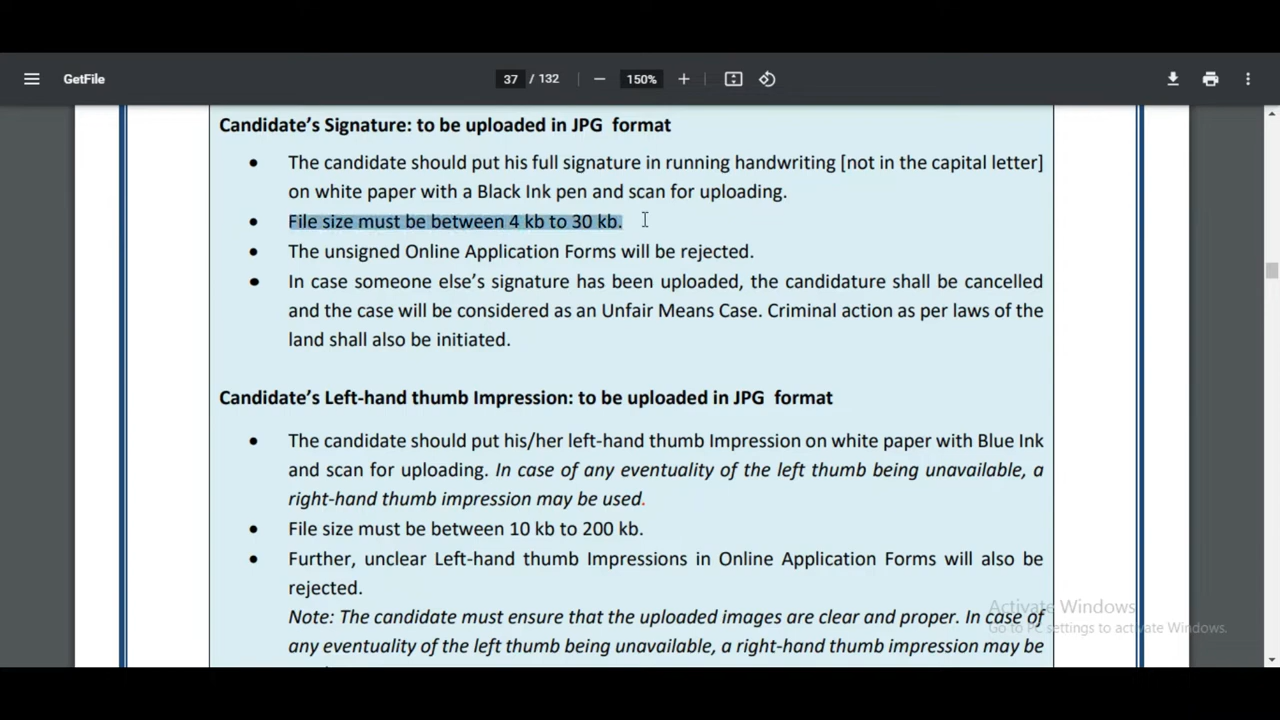 GetFile
37 / 132
150%
Candidate’s Signature: to be uploaded in JPG format
• The candidate should put his full signature in running handwriting [not in the capital letter]
on white paper with a Black Ink pen and scan for uploading.
• File size must be between 4 kb to 30 kb.
• The unsigned Online Application Forms will be rejected.
• In case someone else’s signature has been uploaded, the candidature shall be cancelled
and the case will be considered as an Unfair Means Case. Criminal action as per laws of the
land shall also be initiated.
Candidate’s Left-hand thumb Impression: to be uploaded in JPG format
• The candidate should put his/her left-hand thumb Impression on white paper with Blue Ink
and scan for uploading. In case of any eventuality of the left thumb being unavailable, a
right-hand thumb impression may be used.
• File size must be between 10 kb to 200 kb.
• Further, unclear Left-hand thumb Impressions in Online Application Forms will also be
rejected.
Note: The candidate must ensure that the uploaded images are clear and proper. In case of
any eventuality of the left thumb being unavailable, a right-hand thumb impression may be
Activate Windows
Go to PC settings to activate Windows.